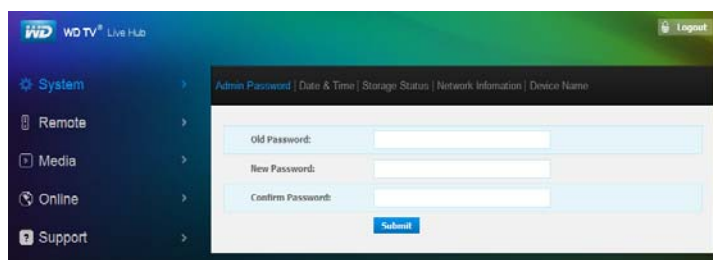 WD WD TV® Live Hub
Logout
System
Remote
Media
Online
Support
Admin Password | Date & Time | Storage Status | Network Infomation | Device Name
Old Password:
New Password:
Confirm Password:
Submit